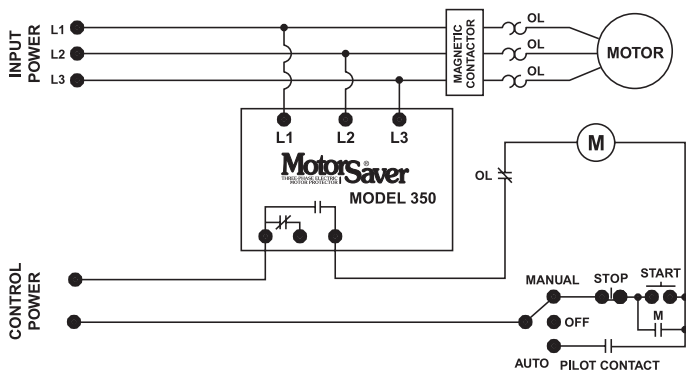 INPUT
POWER
L1
L2
L3
MAGNETIC
CONTACTOR
OL
OL
OL
MOTOR
L1
L2
L3
MotorSaver®
THREE-PHASE ELECTRIC
MOTOR PROTECTOR
MODEL 350
OL
M
CONTROL
POWER
MANUAL
STOP
START
M
OFF
AUTO
PILOT CONTACT